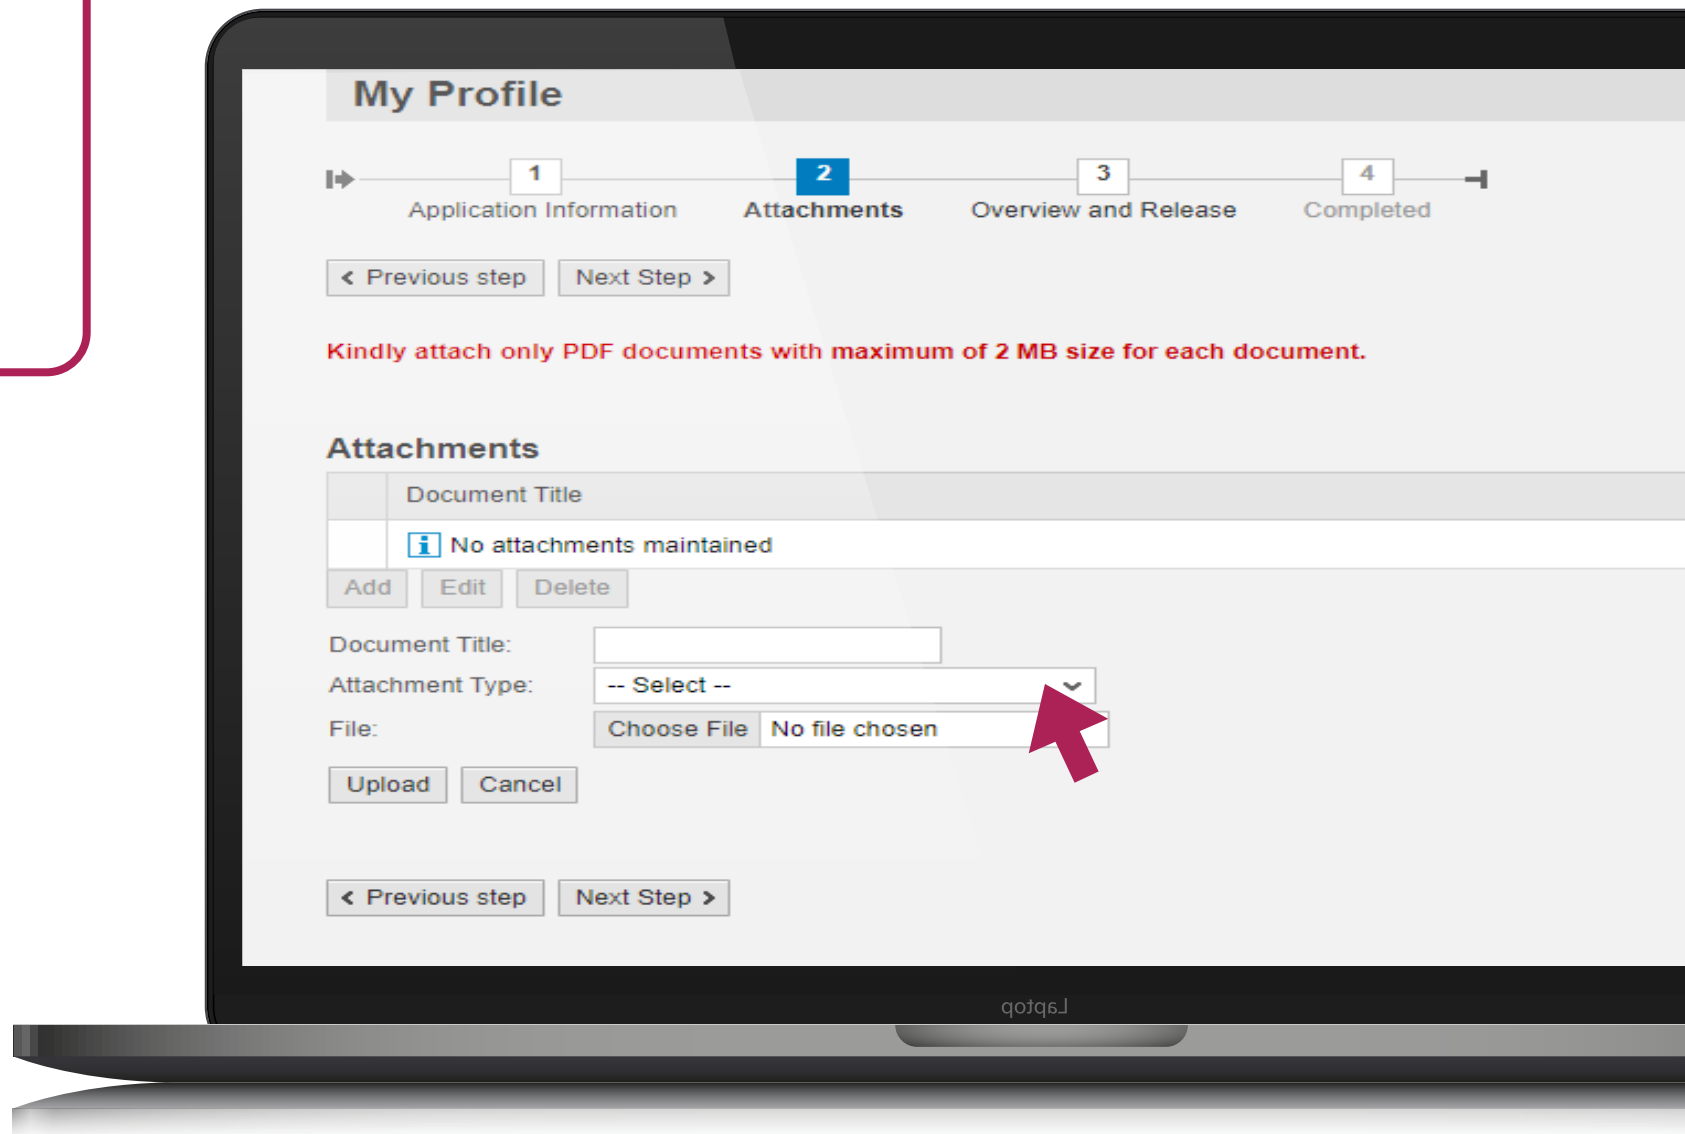 My Profile
1 2 3 4
Application Information Attachments Overview and Release Completed
Previous step Next Step
Kindly attach only PDF documents with maximum of 2 MB size for each document.
Attachments
Document Title
i No attachments maintained
Add Edit Delete
Document Title:
Attachment Type: -- Select --
File: Choose File No file chosen
Upload Cancel
Previous step Next Step
Laptop